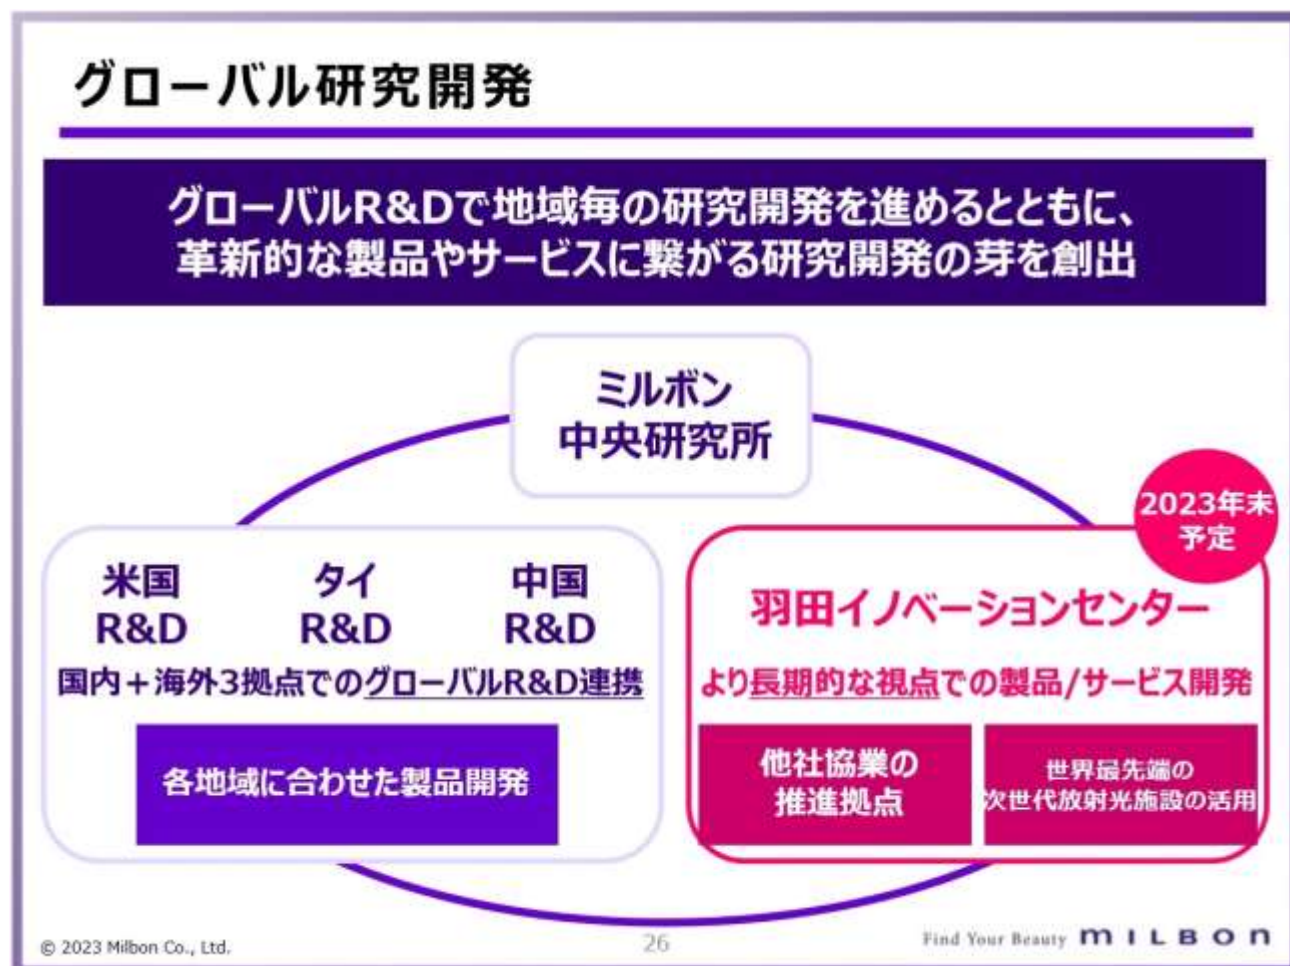 グローバル研究開発
グローバルR&Dで地域毎の研究開発を進めるとともに、
革新的な製品やサービスに繋がる研究開発の芽を創出
ミルボン
中央研究所
2023年末
予定
米国
R&D
タイ
R&D
中国
R&D
国内＋海外3拠点でのグローバルR&D連携
各地域に合わせた製品開発
羽田イノベーションセンター
より長期的な視点での製品/サービス開発
他社協業の
推進拠点
世界最先端の
次世代放射光施設の活用
© 2023 Milbon Co., Ltd.
26
Find Your Beauty MILBON